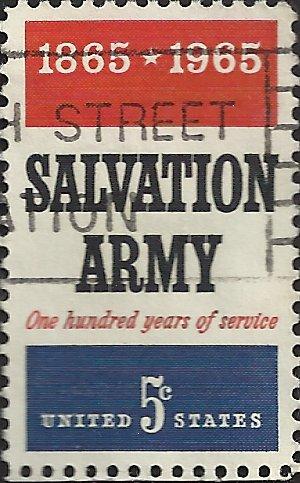 1865 ★ 1965
STREET
SALVATION
ARMY
One hundred years of service
5c
UNITED STATES